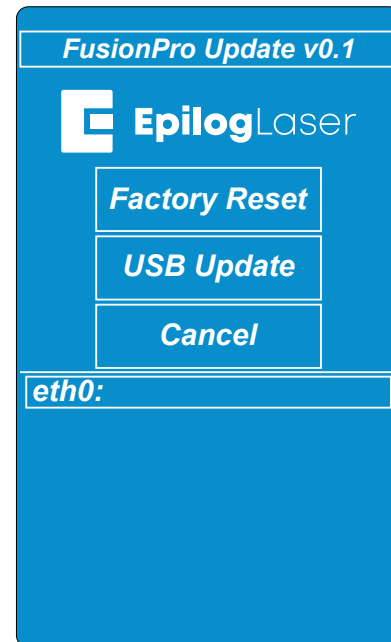 FusionPro Update v0.1
EpilogLaser
Factory Reset
USB Update
Cancel
eth0: